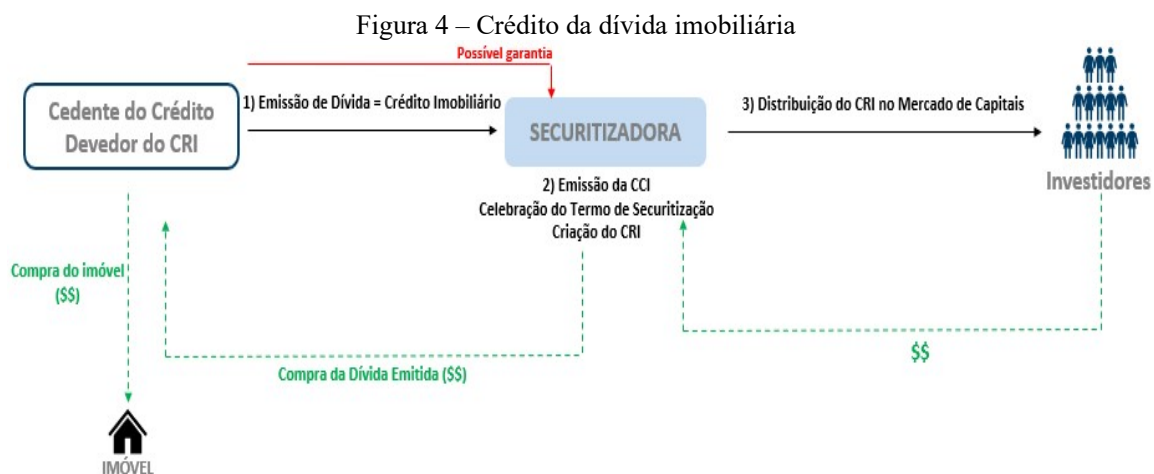 Figura 4 – Crédito da dívida imobiliária
Possível garantia
Cedente do Crédito
Devedor do CRI
1) Emissão de Dívida = Crédito Imobiliário
SECURITIZADORA
3) Distribuição do CRI no Mercado de Capitais
Investidores
2) Emissão da CCI
Celebração do Termo de Securitização
Criação do CRI
Compra do imóvel
($$)
Compra da Dívida Emitida ($$)
$$
IMÓVEL